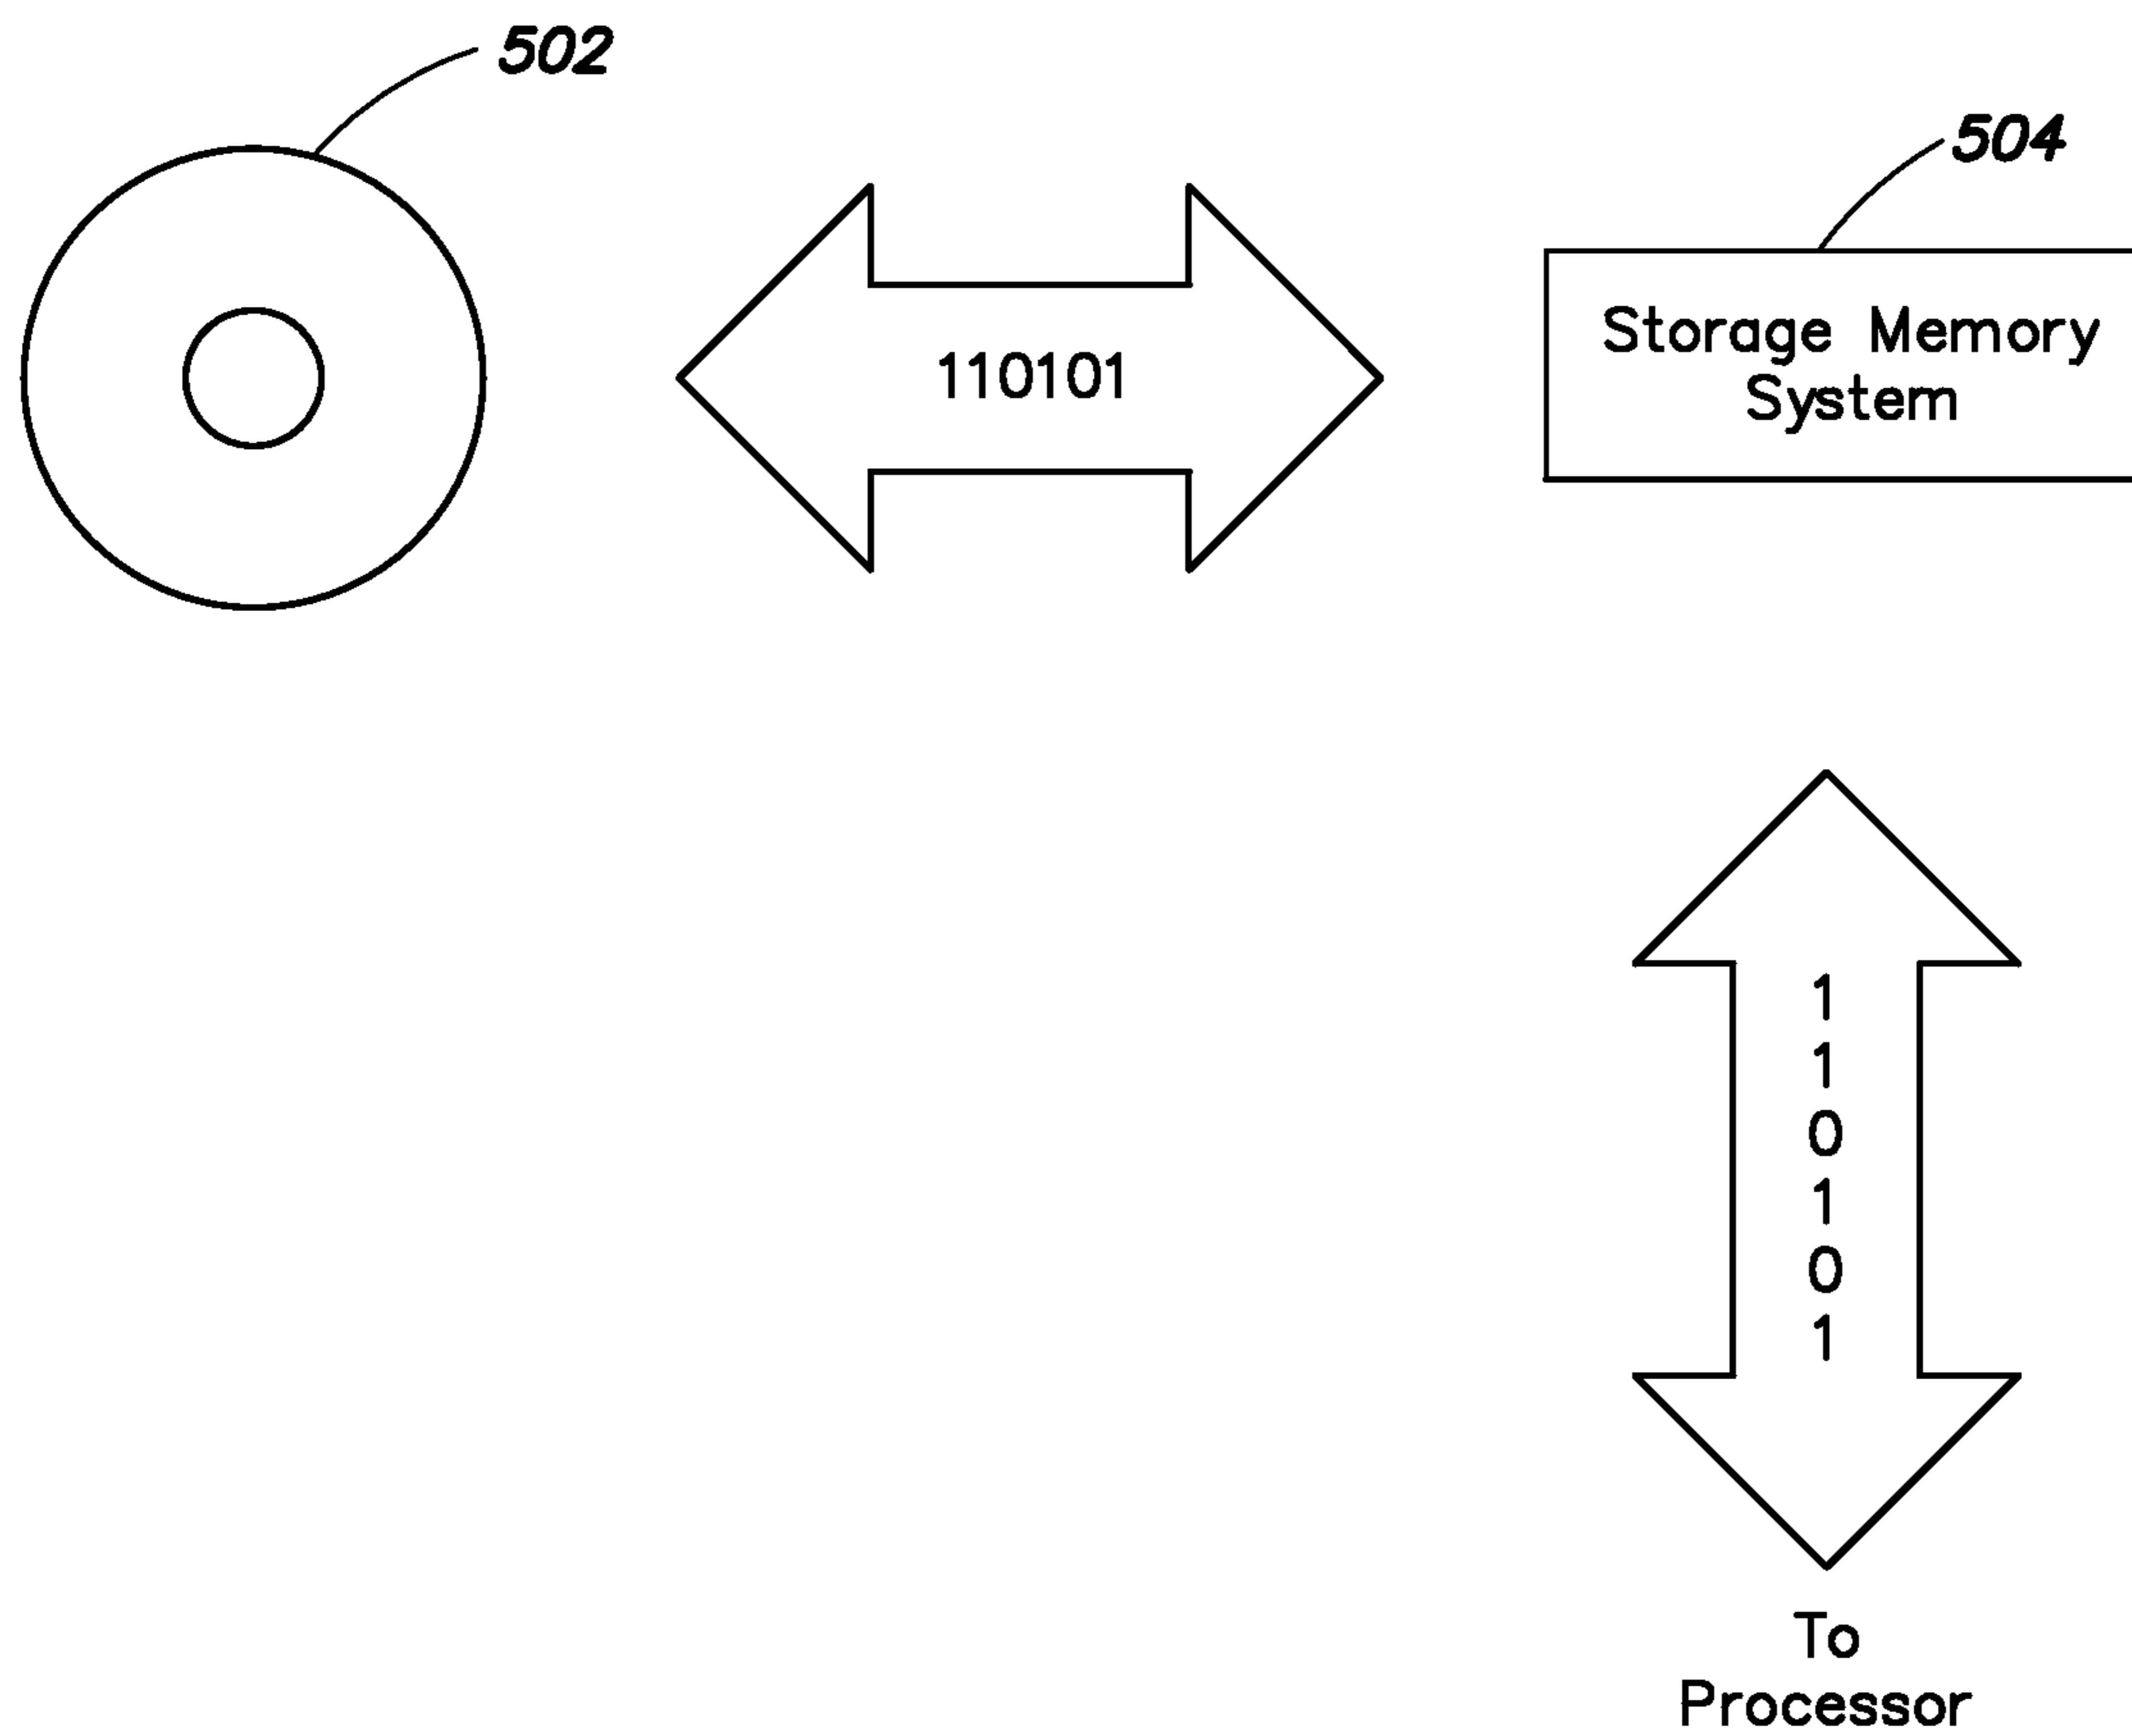 502
504
110101
Storage Memory
System
1
1
0
1
0
1
To
Processor